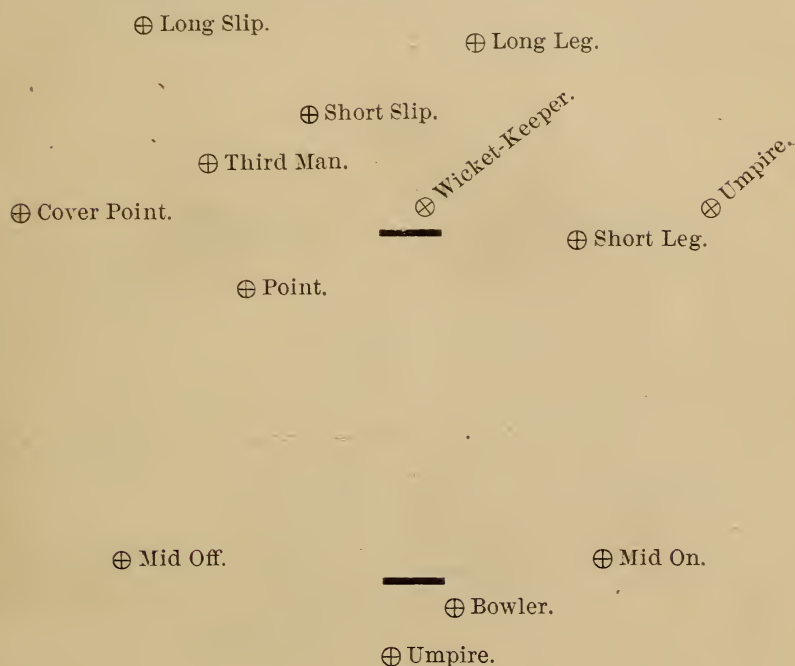 Long Slip.
Long Leg.
Short Slip.
Wicket-Keeper.
Third Man.
Umpire.
Cover Point.
Short Leg.
Point.
Mid Off.
Mid On.
Bowler.
Umpire.